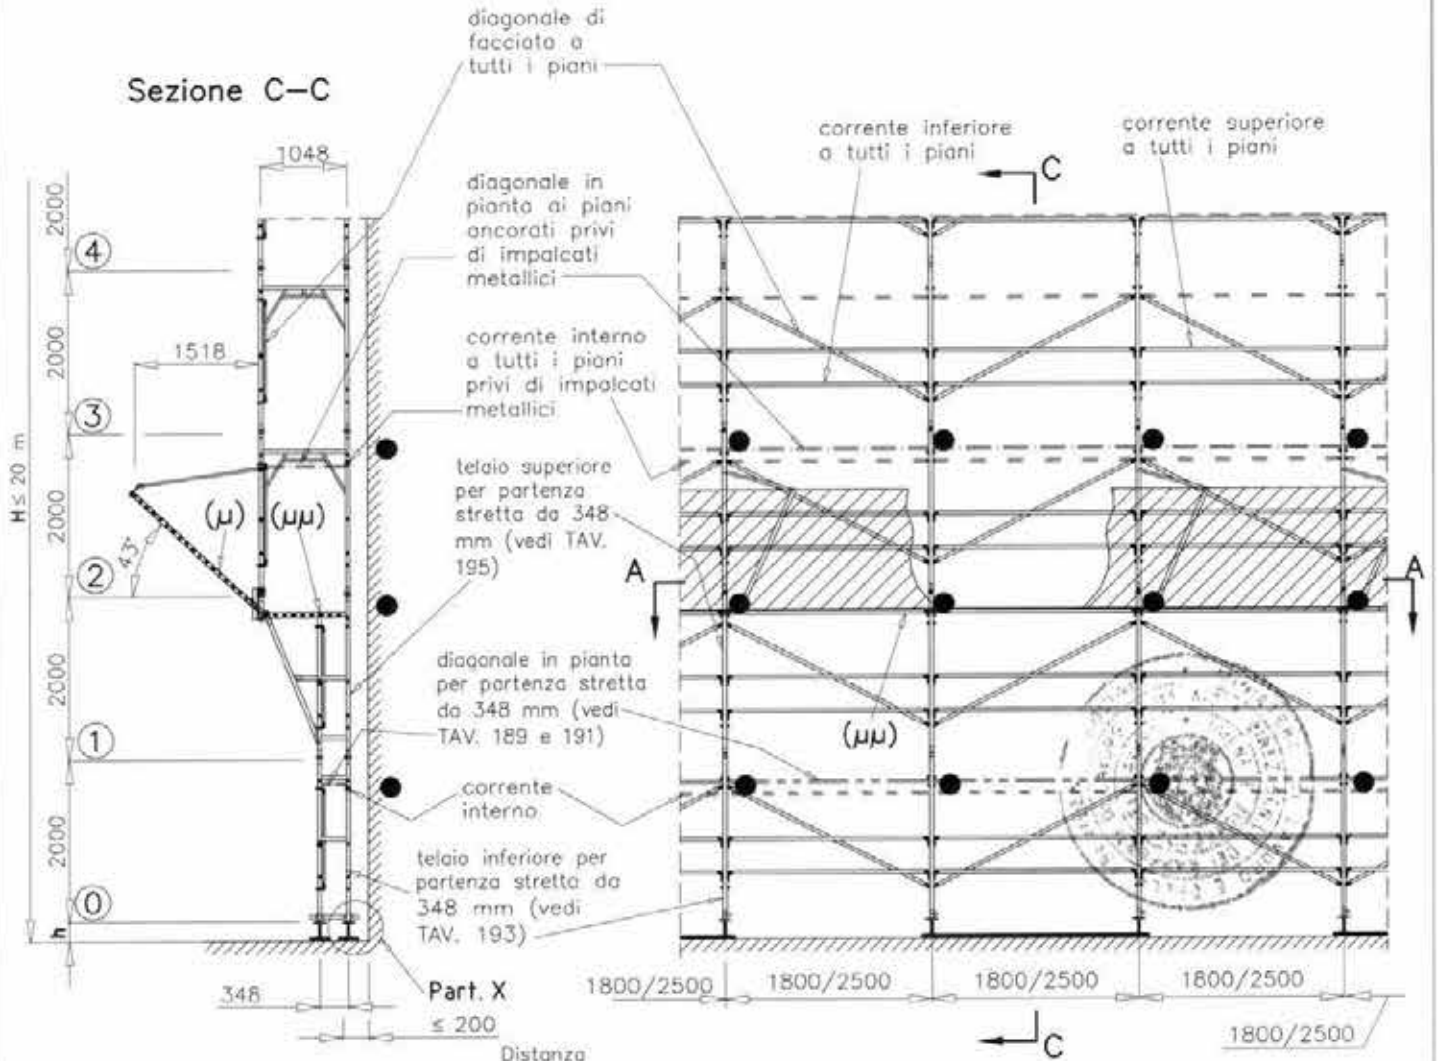 diagonale di
facciata a
tutti i piani
Sezione C-C
corrente inferiore
a tutti i piani
corrente superiore
a tutti i piani
C
1048
diagonale in
pianta ai piani
ancorati privi
di impalcati
metallici
2000
4
1518
2000
corrente interno
a tutti i piani
privi di impalcati
metallici
3
H ≤ 20 m
telaio superiore
per partenza
stretta da 348
mm (vedi TAV.
195)
2000
(μ)
(μμ)
43°
2
A
A
2000
diagonale in pianta
per partenza stretta
da 348 mm (vedi
TAV. 189 e 191)
(μμ)
1
corrente
interno
2000
telaio inferiore per
partenza stretta da
348 mm (vedi
TAV. 193)
0
h
348
Part. X
≤ 200
Distanza
1800/2500
1800/2500
1800/2500
1800/2500
1800/2500
C